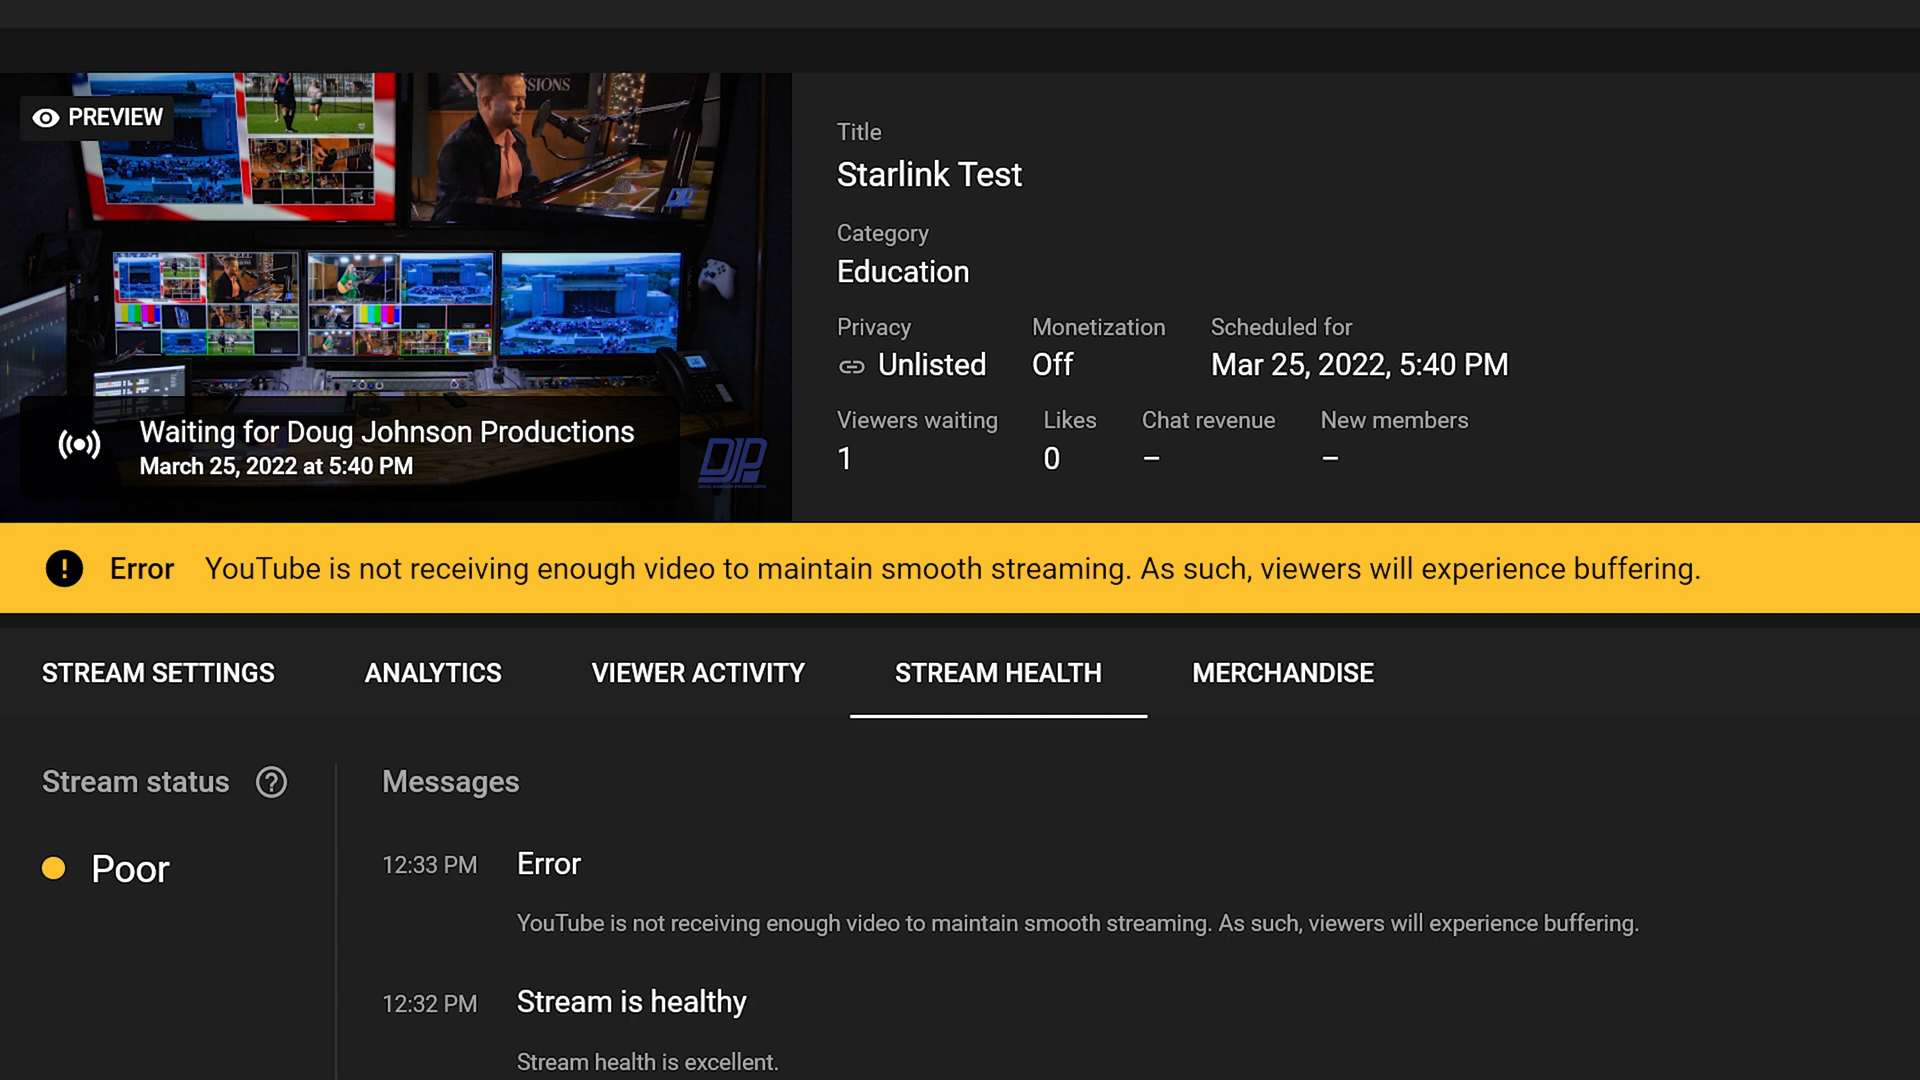 PREVIEW
SIONS
DJP
Waiting for Doug Johnson Productions
March 25, 2022 at 5:40 PM
DJP
Title
Starlink Test
Category
Education
Privacy Monetization Scheduled for
Unlisted Off Mar 25, 2022, 5:40 PM
Viewers waiting Likes Chat revenue New members
1 0 – –
Error YouTube is not receiving enough video to maintain smooth streaming. As such, viewers will experience buffering.
STREAM SETTINGS ANALYTICS VIEWER ACTIVITY STREAM HEALTH MERCHANDISE
Stream status Messages
Poor
12:33 PM Error
YouTube is not receiving enough video to maintain smooth streaming. As such, viewers will experience buffering.
12:32 PM Stream is healthy
Stream health is excellent.